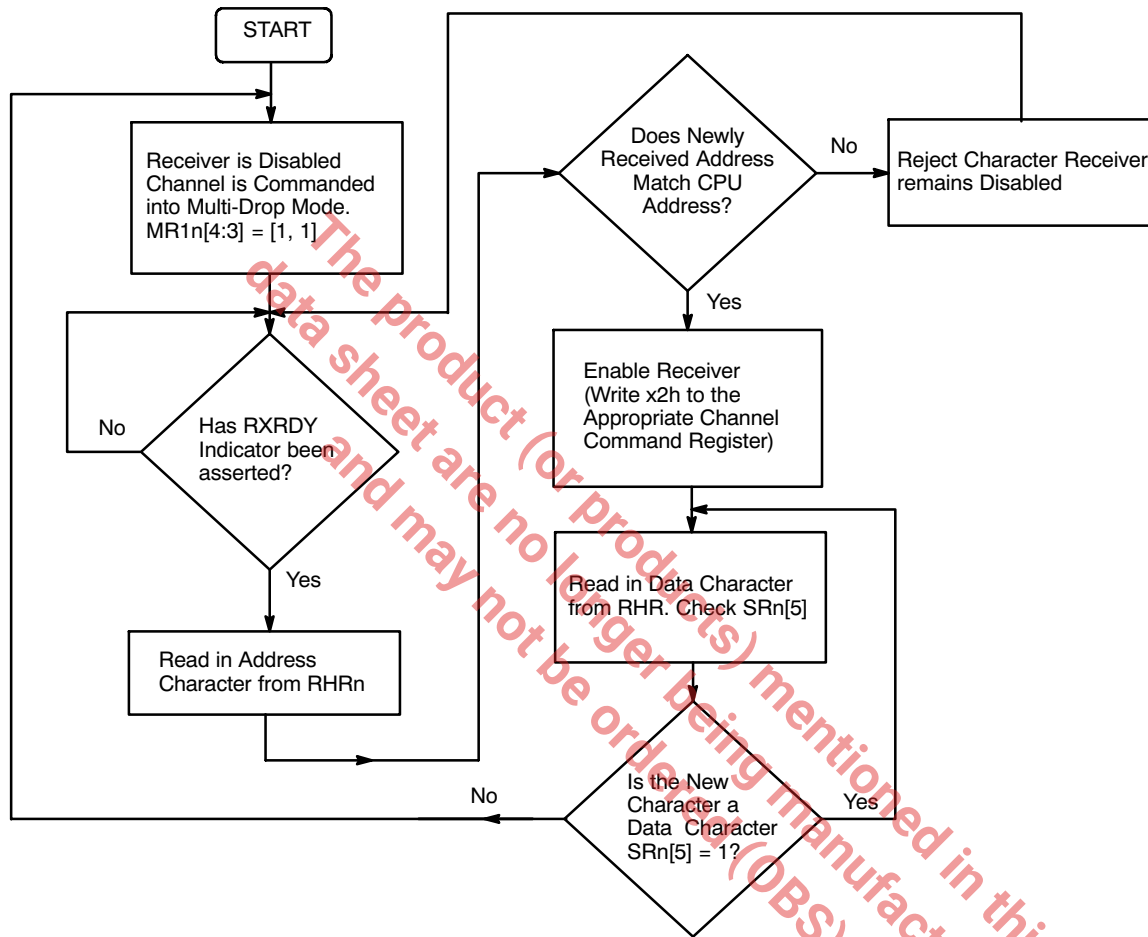 START
Receiver is Disabled
Channel is Commanded
into Multi-Drop Mode.
MR1n[4:3] = [1, 1]
No
Has RXRDY
Indicator been
asserted?
Yes
Read in Address
Character from RHRn
Does Newly
Received Address
Match CPU
Address?
No
Reject Character Receiver
remains Disabled
Yes
Enable Receiver
(Write x2h to the
Appropriate Channel
Command Register)
Read in Data Character
from RHR. Check SRn[5]
Is the New
Character a
Data Character
SRn[5] = 1?
Yes
No
The product (or products) mentioned in this
data sheet are no longer being manufact
and may not be ordered (OBS)